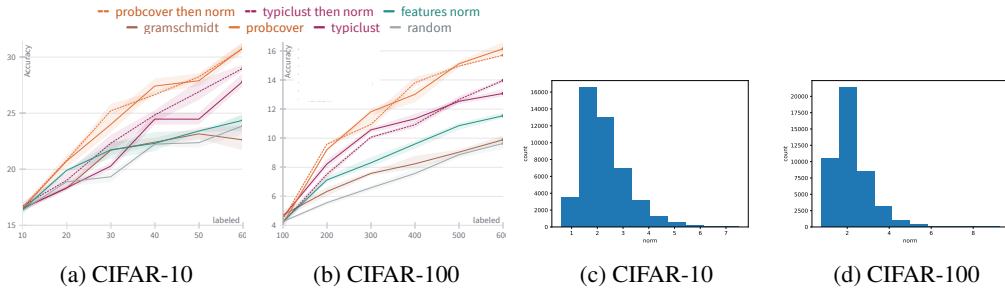 probcover then norm typiclust then norm features norm
gramschmidt probcover typiclust random
Accuracy
30
25
20
15
10 20 30 40 50 60
labeled
Accuracy
16
14
12
10
8
6
4
100 200 300 400 500 600
labeled
count
16000
14000
12000
10000
8000
6000
4000
2000
0
1 2 3 4 5 6 7
norm
count
20000
17500
15000
12500
10000
7500
5000
2500
0
2 4 6 8
norm
(a) CIFAR-10 (b) CIFAR-100 (c) CIFAR-10 (d) CIFAR-100